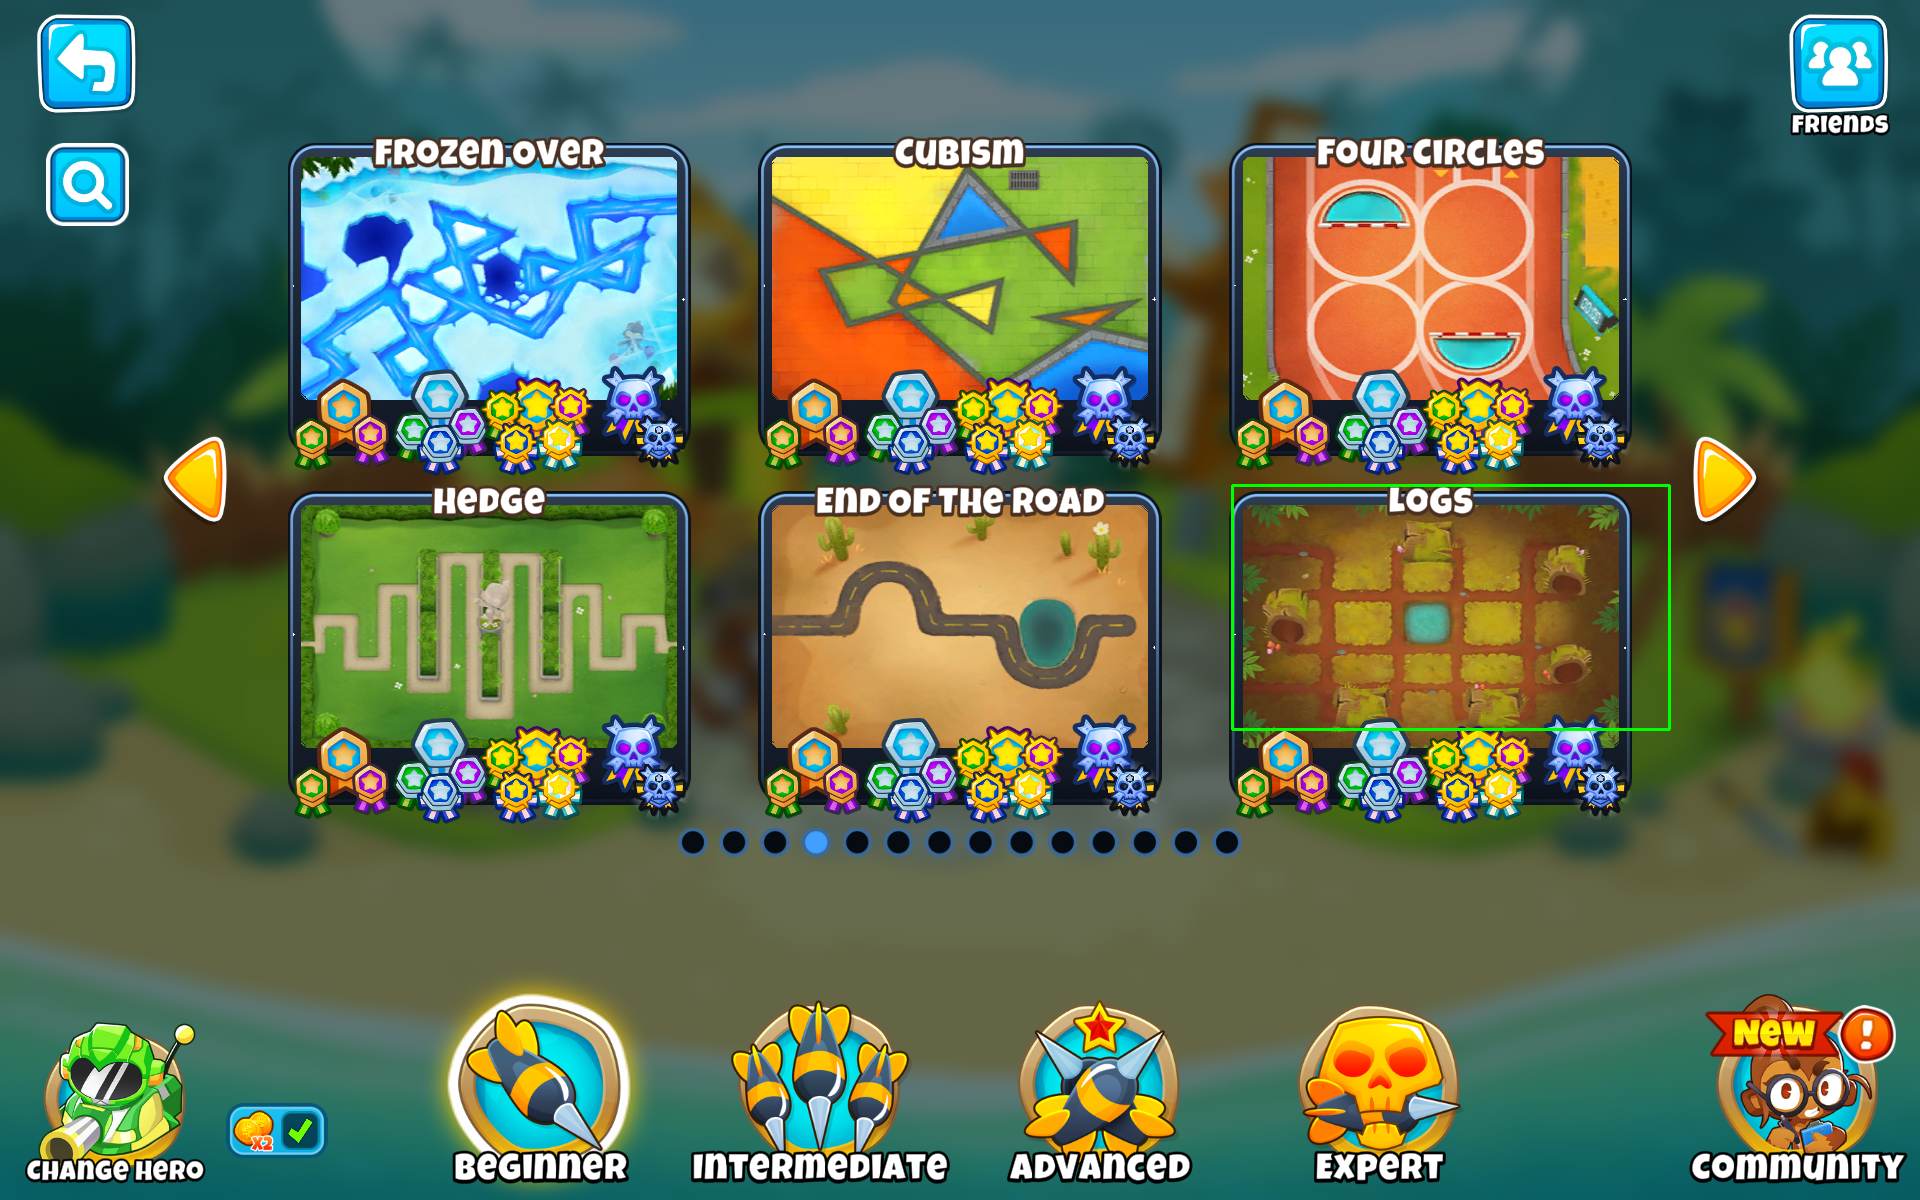 FRIENDS
FROZEN OVER
CUBISM
FOUR CIRCLES
HEDGE
END OF THE ROAD
LOGS
x2
NEW
!
CHANGE HERO
BEGINNER
INTERMEDIATE
ADVANCED
EXPERT
COMMUNITY